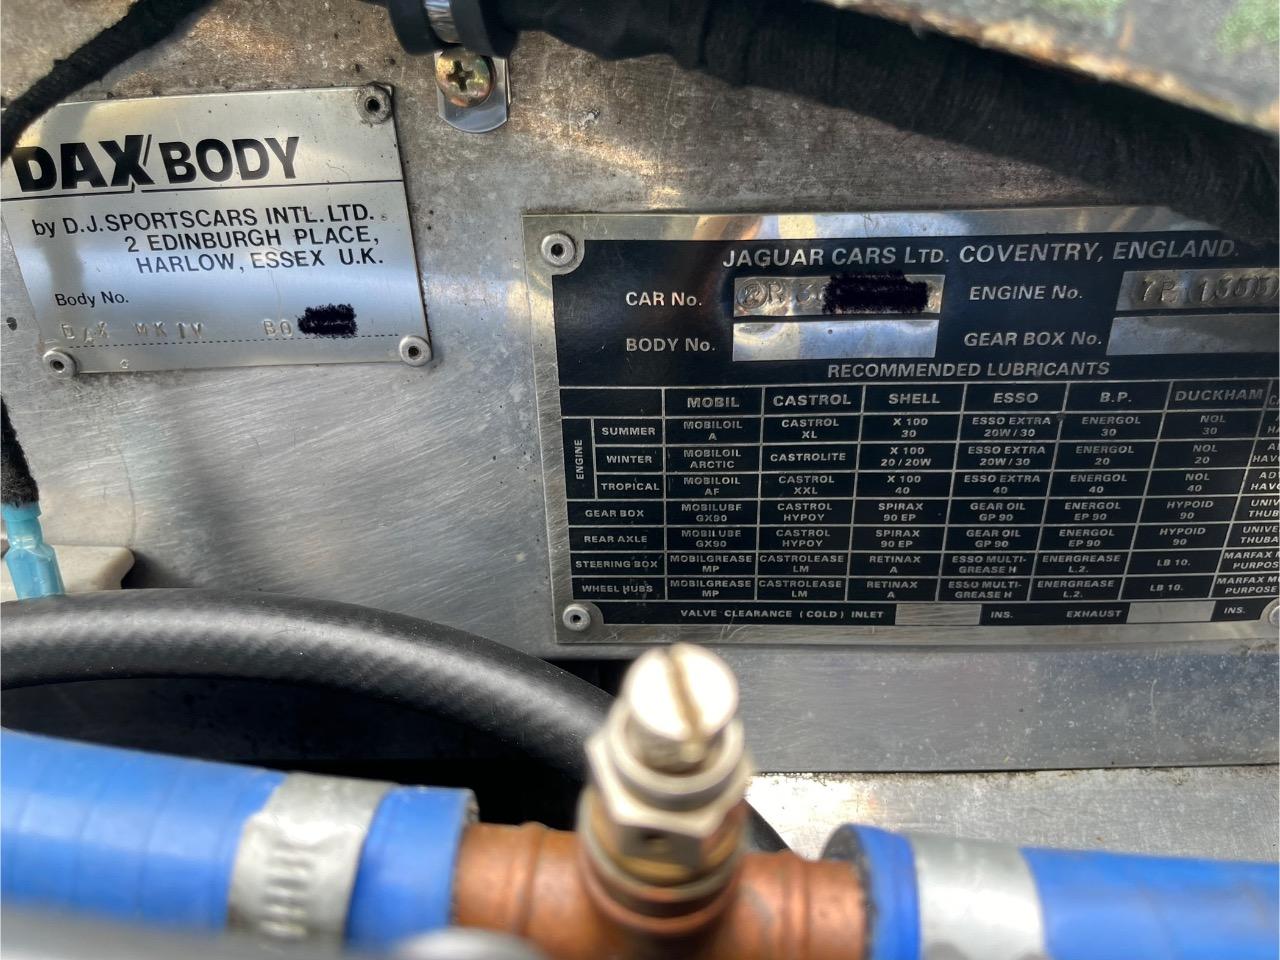 DAX BODY
by D.J. SPORTSCARS INTL. LTD.
2 EDINBURGH PLACE,
HARLOW, ESSEX U.K.
Body No.
DAX MK IV BO
JAGUAR CARS LTD. COVENTRY, ENGLAND.
CAR No. ENGINE No.
BODY No. GEAR BOX No.
RECOMMENDED LUBRICANTS
MOBIL CASTROL SHELL ESSO B.P. DUCKHAM
ENGINE
SUMMER MOBILOIL A CASTROL XL X 100 30 ESSO EXTRA 20W/30 ENERGOL 30 NOL 30
WINTER MOBILOIL ARCTIC CASTROLITE X 100 20/20W ESSO EXTRA 20W/30 ENERGOL 20 NOL 20
TROPICAL MOBILOIL AF CASTROL XXL X 100 40 ESSO EXTRA 40 ENERGOL 40 NOL 40
GEAR BOX MOBILUBE GX90 CASTROL HYPOY SPIRAX 90 EP GEAR OIL GP 90 ENERGOL EP 90 HYPOID 90
REAR AXLE MOBILUBE GX90 CASTROL HYPOY SPIRAX 90 EP GEAR OIL GP 90 ENERGOL EP 90 HYPOID 90
STEERING BOX MOBILGREASE MP CASTROLEASE LM RETINAX A ESSO MULTI-GREASE H ENERGREASE L.2. LB 10. MARFAX
WHEEL HUBS MOBILGREASE MP CASTROLEASE LM RETINAX A ESSO MULTI-GREASE H ENERGREASE L.2. LB 10. MARFAX
VALVE CLEARANCE (COLD) INLET INS. EXHAUST INS.